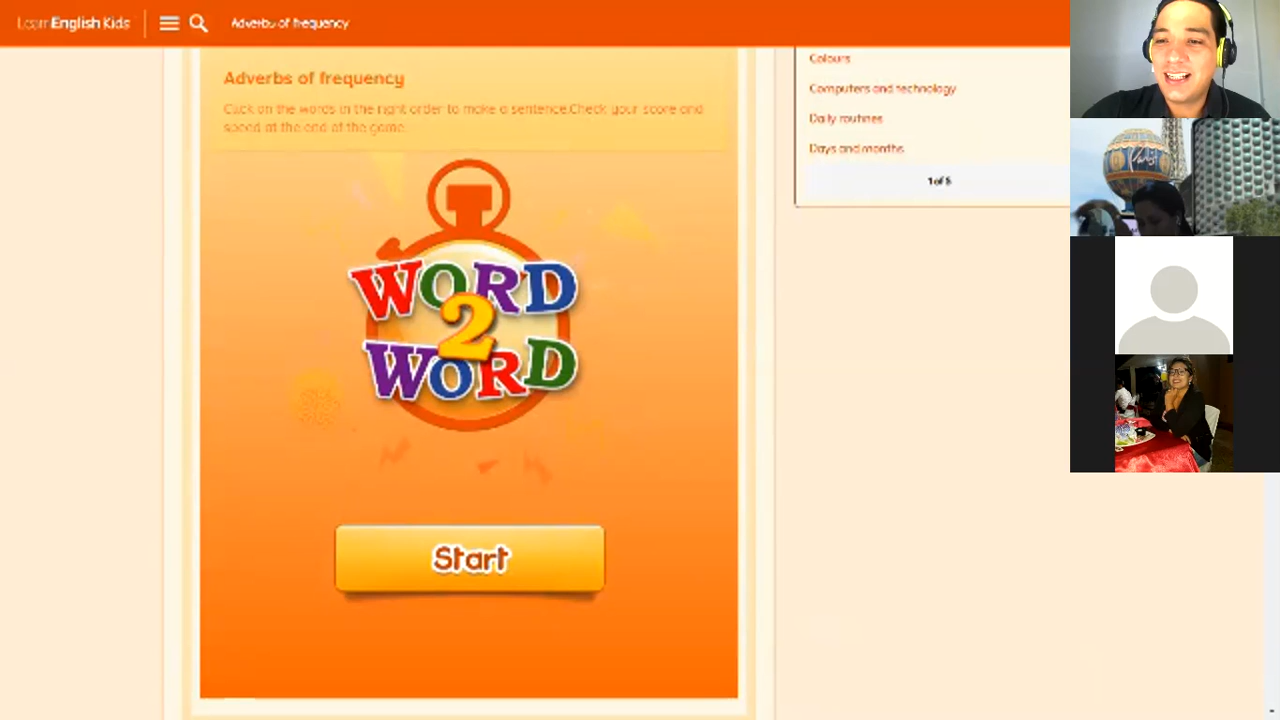 LearnEnglish Kids
Adverbs of frequency
Adverbs of frequency
Click on the words in the right order to make a sentence.Check your score and
speed at the end of the game.
WORD
2
WORD
Start
Colours
Computers and technology
Daily routines
Days and months
1 of 5
Paris